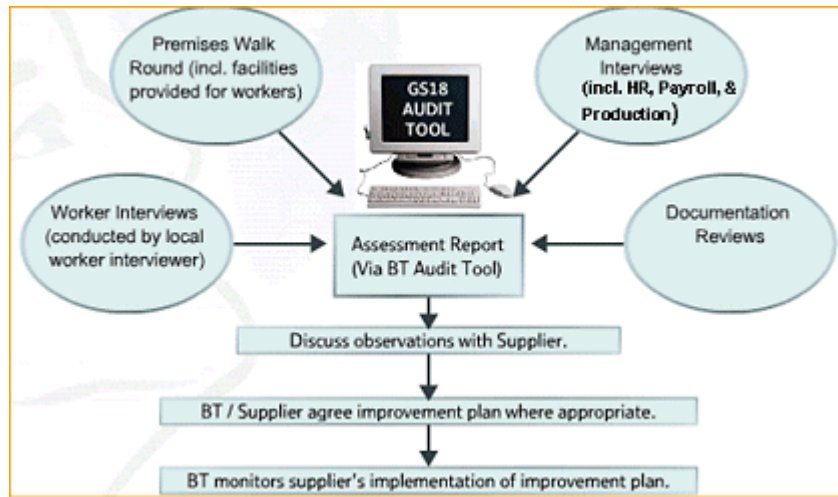 Premises Walk
Round (incl. facilities
provided for workers)
GS18
AUDIT
TOOL
Management
Interviews
(incl. HR, Payroll, &
Production)
Worker Interviews
(conducted by local
worker interviewer)
Assessment Report
(Via BT Audit Tool)
Documentation
Reviews
Discuss observations with Supplier.
BT / Supplier agree improvement plan where appropriate.
BT monitors supplier's implementation of improvement plan.